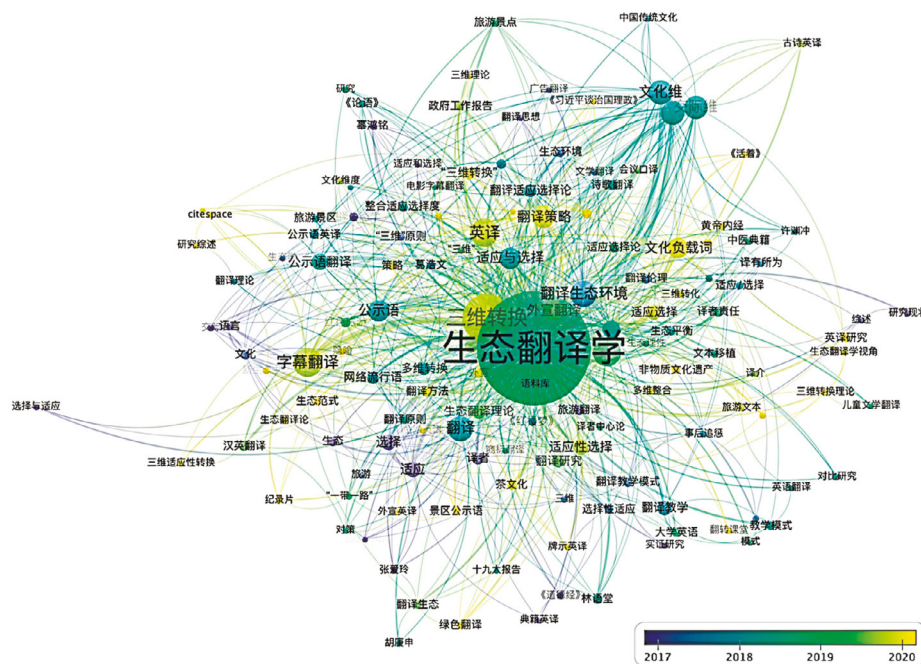 旅游景点
中国传统文化
古诗英译
三维理论
广告翻译
研究
《论语》
政府工作报告
《习近平谈治国理政》
文化维
辜鸿铭
翻译思想
生态环境
《活着》
适应和选择
"三维转换"
文学翻译
会议口译
文化维度
电影字幕翻译
翻译适应选择论
诗歌翻译
citespace
整合适应选择度
旅游景区
翻译策略
黄帝内经
许渊冲
研究综述
公示语英译
"三维"原则
英译
"三维"
适应选择论
文化负载词
中医典籍
译有所为
公示语翻译
策略
葛浩文
适应与选择
翻译理论
翻译伦理
适应/选择
翻译生态环境
三维转化
公示语
三维转换
外宣翻译
适应选择
译者责任
综述
研究现状
语言
生态翻译学
生态平衡
英译研究
文化
字幕翻译
网络流行语
多维转换
文本移植
生态翻译学视角
语料库
翻译方法
非物质文化遗产
译介
多维整合
三维转换理论
选择与适应
生态范式
旅游文本
儿童文学翻译
生态翻译论
翻译原则
生态翻译理论
《红楼梦》
旅游翻译
翻译
译者中心论
事后追惩
汉英翻译
生态
选择
适应性选择
三维适应性转换
旅游
适应
译者
翻译研究
对比研究
茶文化
翻译教学模式
英语翻译
纪录片
"一带一路"
三维
外宣英译
景区公示语
选择性适应
翻译教学
对策
大学英语
翻转课堂
教学模式
牌示英译
实证研究
模式
张爱玲
十九大报告
《道德经》
林语堂
翻译生态
典籍英译
绿色翻译
胡庚申
2017
2018
2019
2020